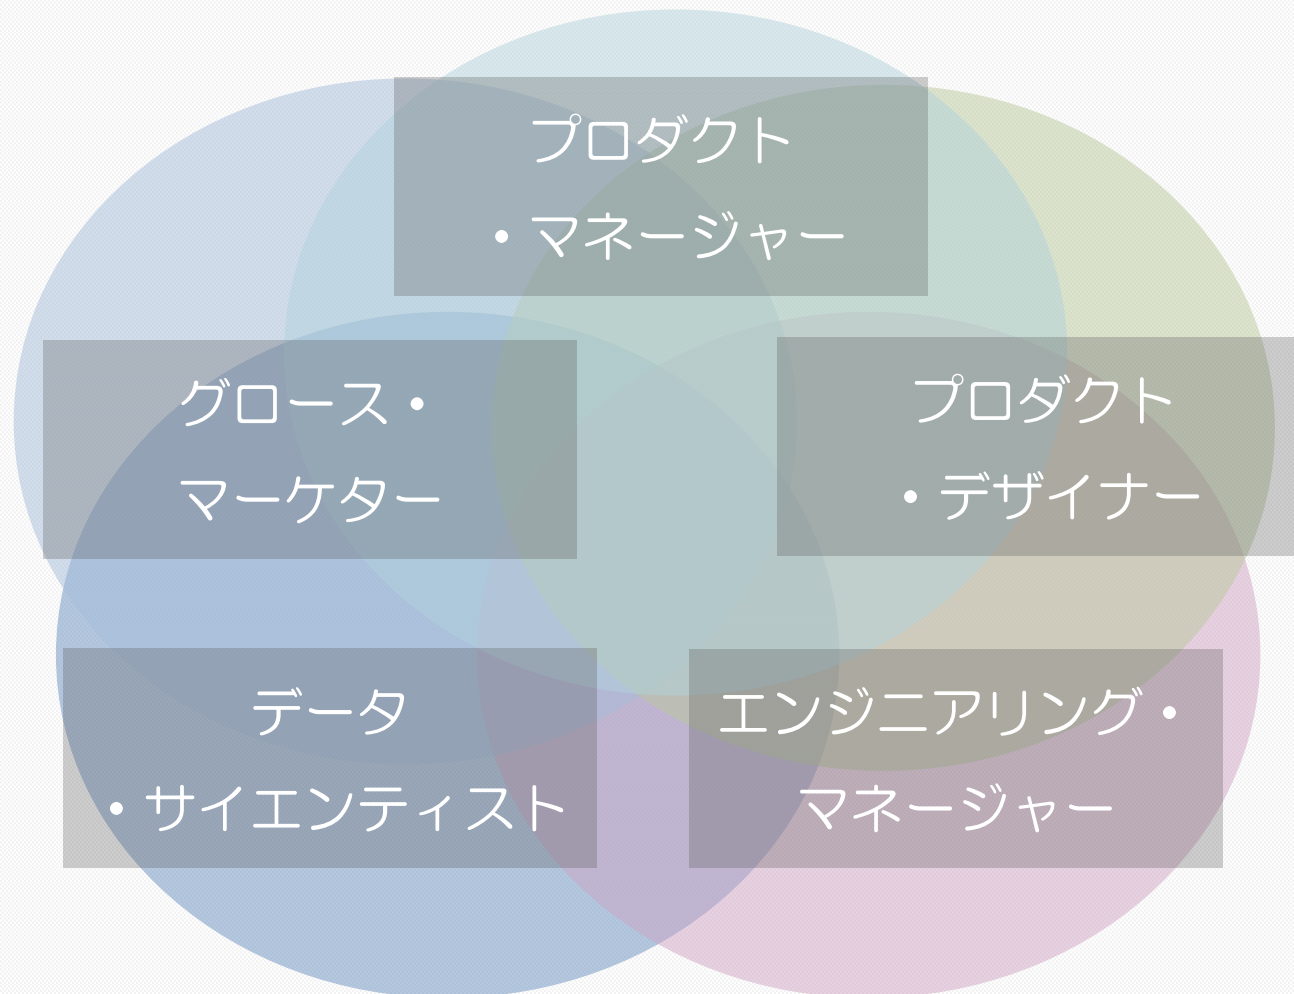 プロダクト
・マネージャー
グロース・
マーケター
プロダクト
・デザイナー
データ
・サイエンティスト
エンジニアリング・
マネージャー